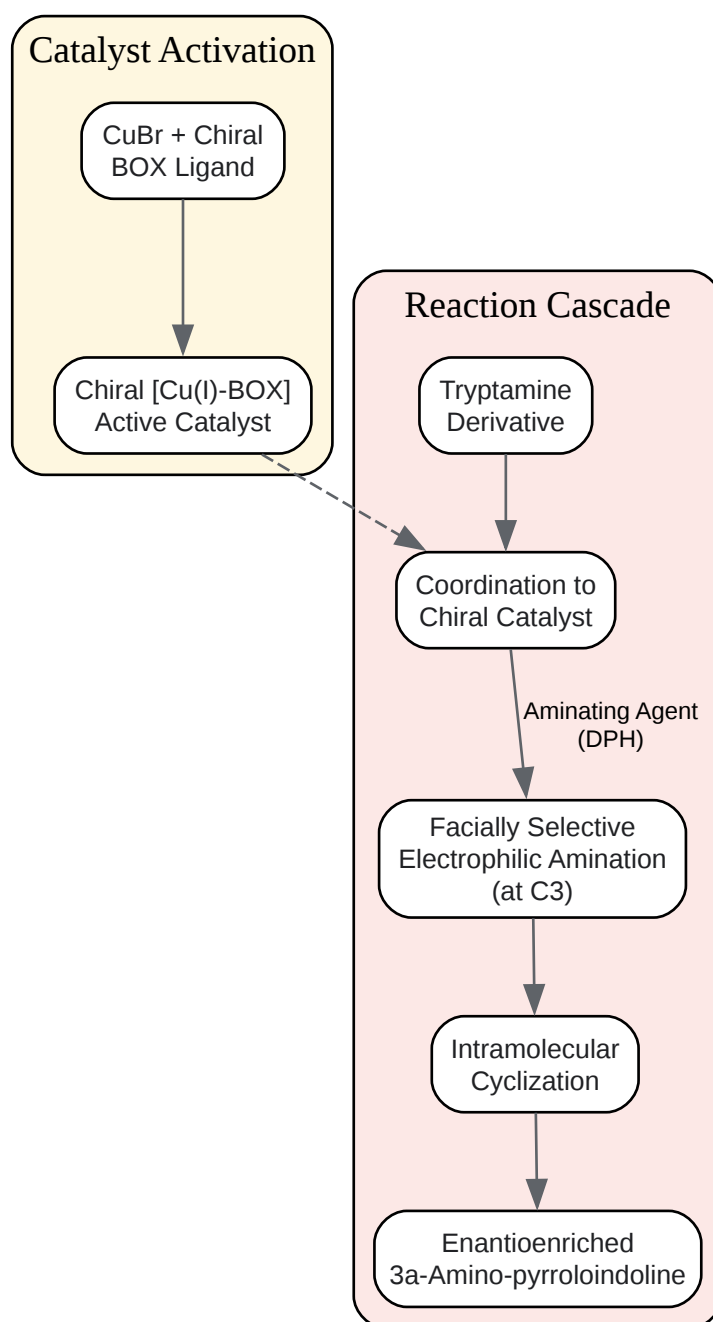 Catalyst Activation
CuBr + Chiral
BOX Ligand
Chiral [Cu(I)-BOX]
Active Catalyst
Reaction Cascade
Tryptamine
Derivative
Coordination to
Chiral Catalyst
Aminating Agent
(DPH)
Facially Selective
Electrophilic Amination
(at C3)
Intramolecular
Cyclization
Enantioenriched
3a-Amino-pyrroloindoline